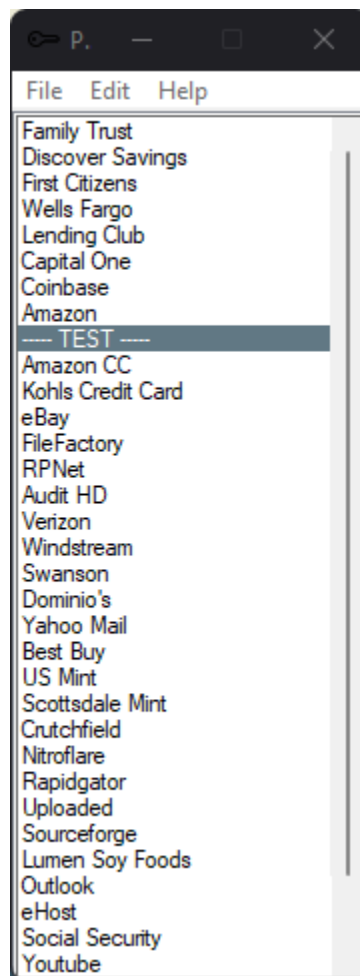 P.
File Edit Help
Family Trust
Discover Savings
First Citizens
Wells Fargo
Lending Club
Capital One
Coinbase
Amazon
----- TEST -----
Amazon CC
Kohls Credit Card
eBay
FileFactory
RPNet
Audit HD
Verizon
Windstream
Swanson
Dominio's
Yahoo Mail
Best Buy
US Mint
Scottsdale Mint
Crutchfield
Nitroflare
Rapidgator
Uploaded
Sourceforge
Lumen Soy Foods
Outlook
eHost
Social Security
Youtube